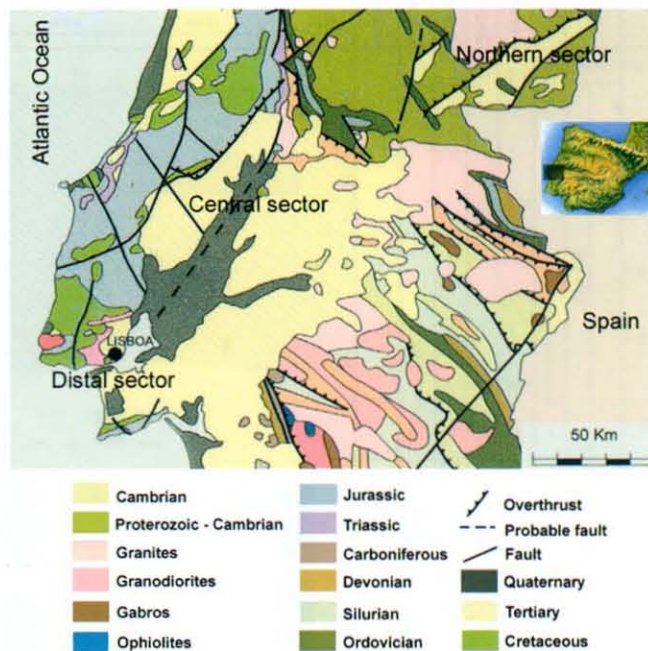 Atlantic Ocean
Northern sector
Central sector
Spain
LISBOA
Distal sector
50 Km
Cambrian
Proterozoic - Cambrian
Granites
Granodiorites
Gabros
Ophiolites
Jurassic
Triassic
Carboniferous
Devonian
Silurian
Ordovician
Overthrust
Probable fault
Fault
Quaternary
Tertiary
Cretaceous